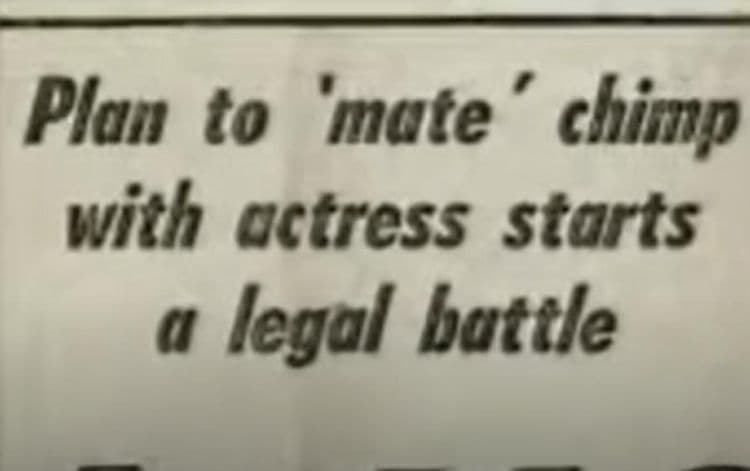 Plan to 'mate' chimp
with actress starts
a legal battle